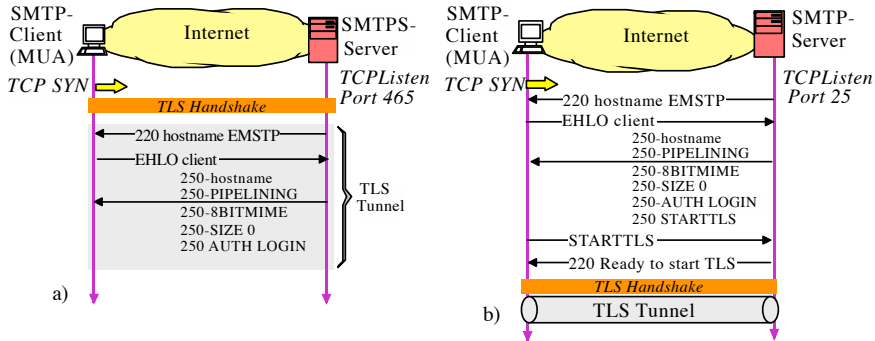 SMTP-
Client
(MUA)
Internet
SMTPS-
Server
TCP SYN
TCPListen
Port 465
TLS Handshake
220 hostname EMSTP
EHLO client
250-hostname
250-PIPELINING
250-8BITMIME
250-SIZE 0
250 AUTH LOGIN
TLS
Tunnel
a)
SMTP-
Client
(MUA)
Internet
SMTP-
Server
TCP SYN
TCPListen
Port 25
220 hostname EMSTP
EHLO client
250-hostname
250-PIPELINING
250-8BITMIME
250-SIZE 0
250-AUTH LOGIN
250 STARTTLS
STARTTLS
220 Ready to start TLS
TLS Handshake
TLS Tunnel
b)